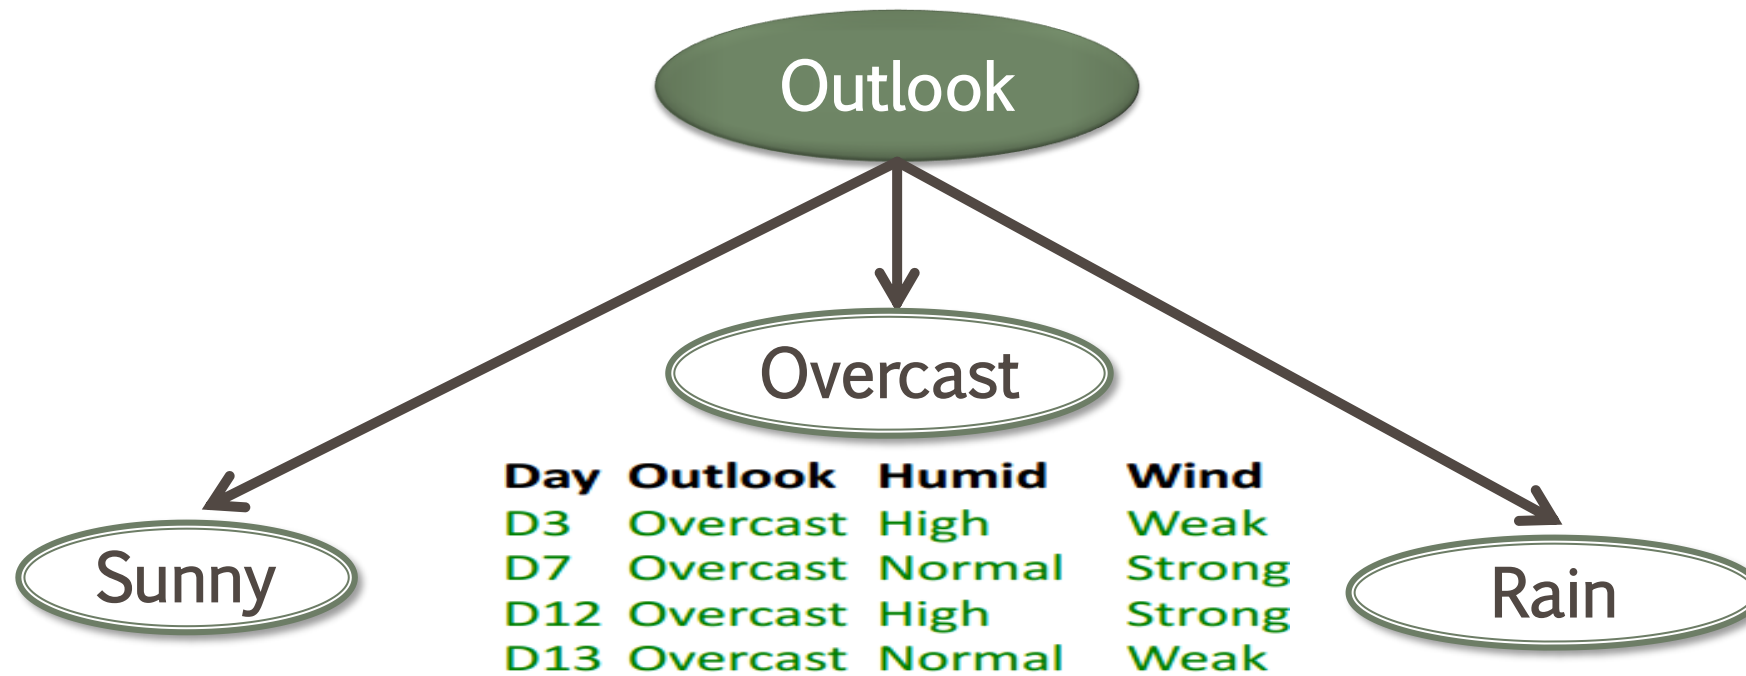 Outlook
Overcast
Day Outlook Humid Wind
D3 Overcast High Weak
D7 Overcast Normal Strong
D12 Overcast High Strong
D13 Overcast Normal Weak
Sunny
Rain